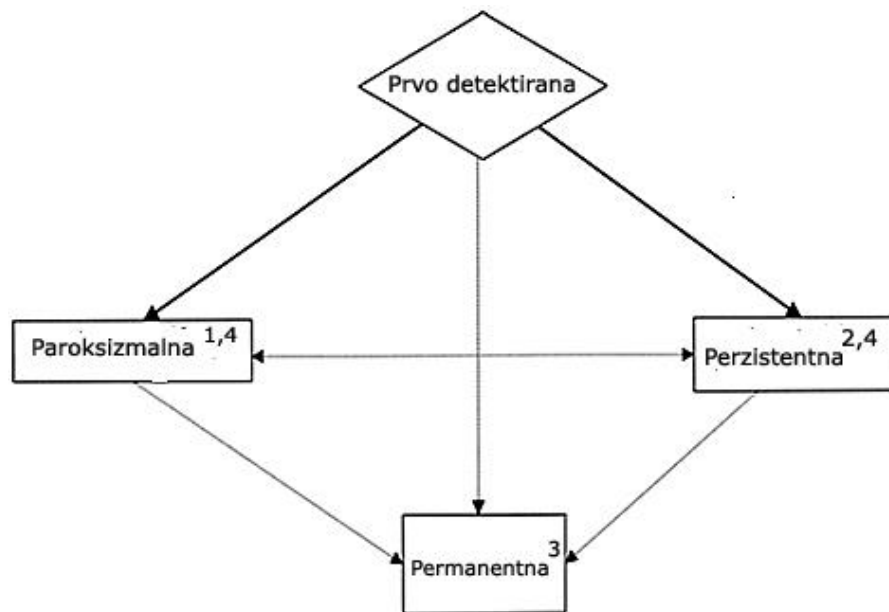 Prvo detektirana
Paroksizmalna 1,4
Perzistentna 2,4
Permanentna 3